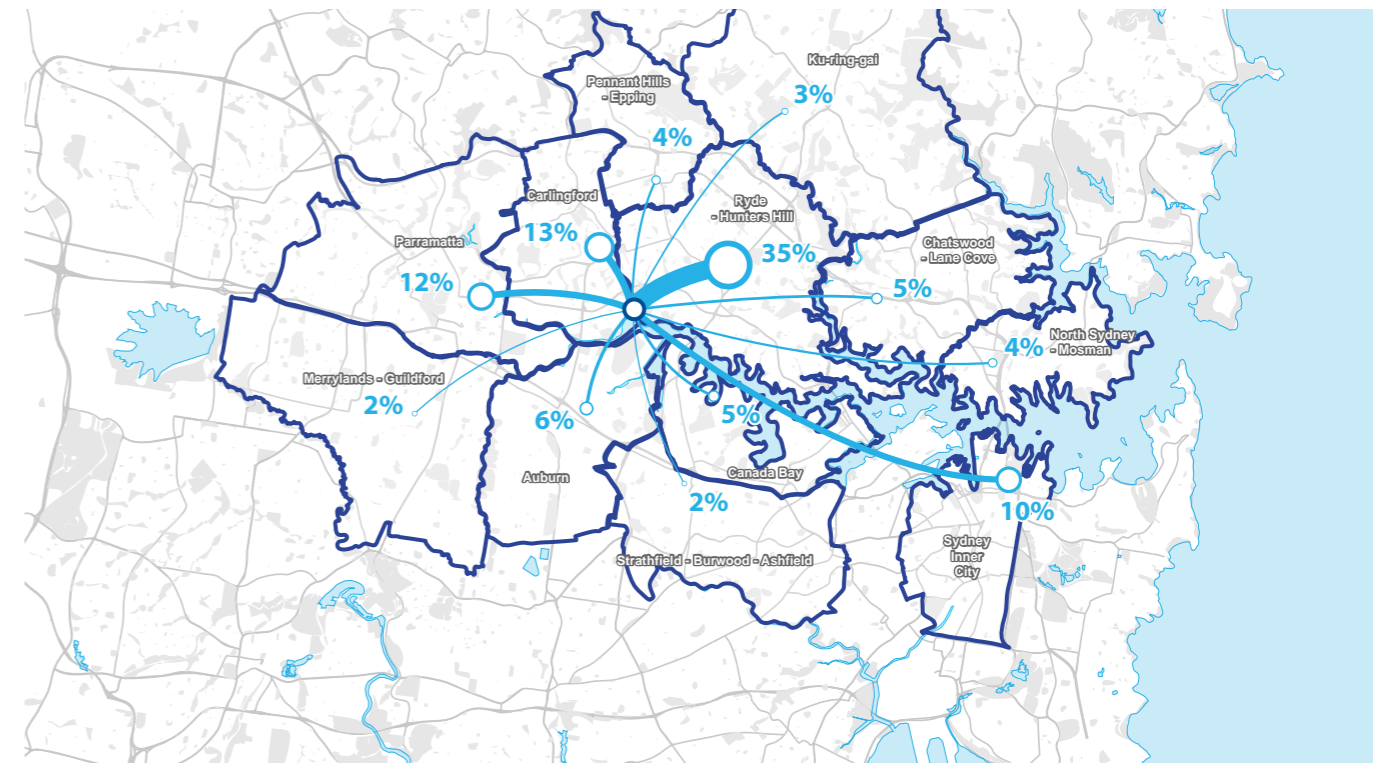 Ku-ring-gai
3%
Pennant Hills
- Epping
4%
Carlingford
13%
Ryde
- Hunters Hill
35%
Parramatta
12%
Chatswood
- Lane Cove
5%
North Sydney
- Mosman
4%
Merrylands - Guildford
2%
6%
Auburn
5%
Canada Bay
2%
Strathfield - Burwood - Ashfield
10%
Sydney
Inner
City